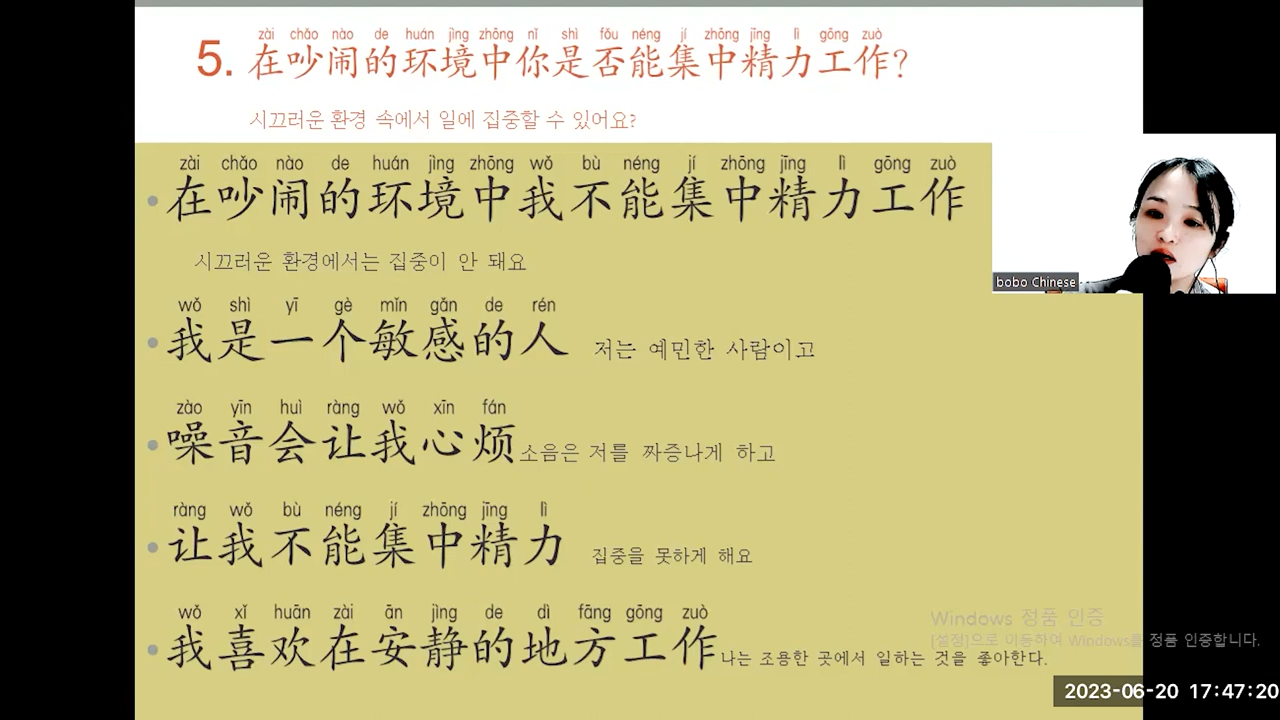 zài chǎo nào de huán jìng zhōng nǐ shì fǒu néng jí zhōng jīng lì gōng zuò
5. 在吵闹的环境中你是否能集中精力工作?
시끄러운 환경 속에서 일에 집중할 수 있어요?
zài chǎo nào de huán jìng zhōng wǒ bù néng jí zhōng jīng lì gōng zuò
• 在吵闹的环境中我不能集中精力工作
시끄러운 환경에서는 집중이 안 돼요
bobo Chinese
wǒ shì yī gè mǐn gǎn de rén
• 我是一个敏感的人 저는 예민한 사람이고
zào yīn huì ràng wǒ xīn fán
• 噪音会让我心烦 소음은 저를 짜증나게 하고
ràng wǒ bù néng jí zhōng jīng lì
• 让我不能集中精力 집중을 못하게 해요
wǒ xǐ huān zài ān jìng de dì fāng gōng zuò
• 我喜欢在安静的地方工作 나는 조용한 곳에서 일하는 것을 좋아한다.
Windows 정품 인증
[설정]으로 이동하여 Windows를 정품 인증합니다.
2023-06-20 17:47:20